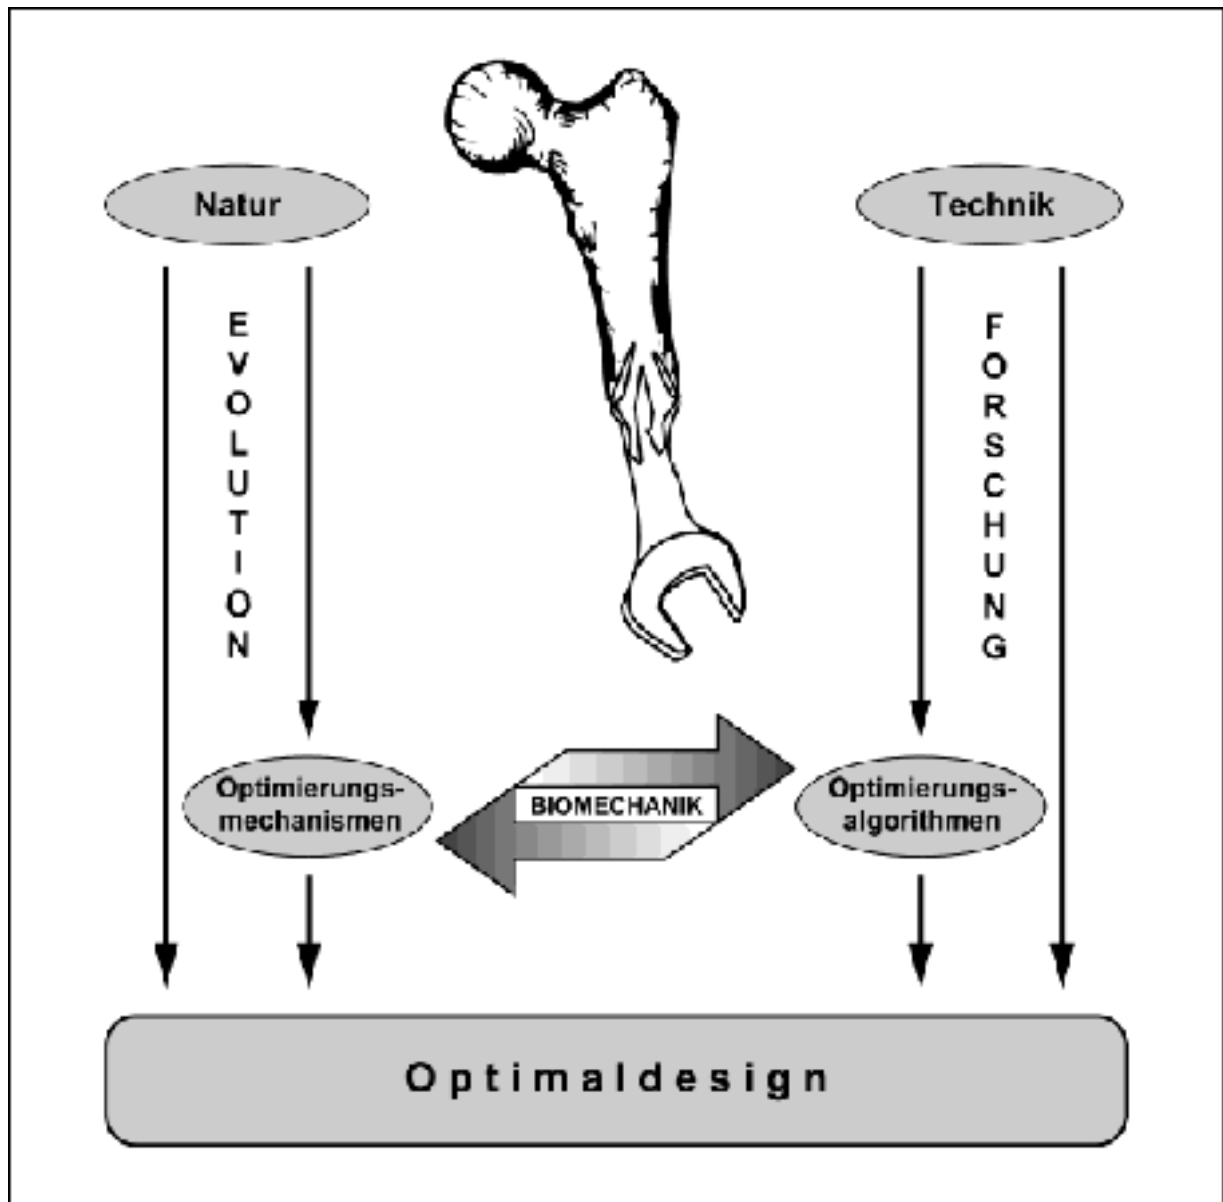 Natur
Technik
EVOLUTION
FORSCHUNG
Optimierungs-
mechanismen
BIOMECHANIK
Optimierungs-
algorithmen
Optimaldesign